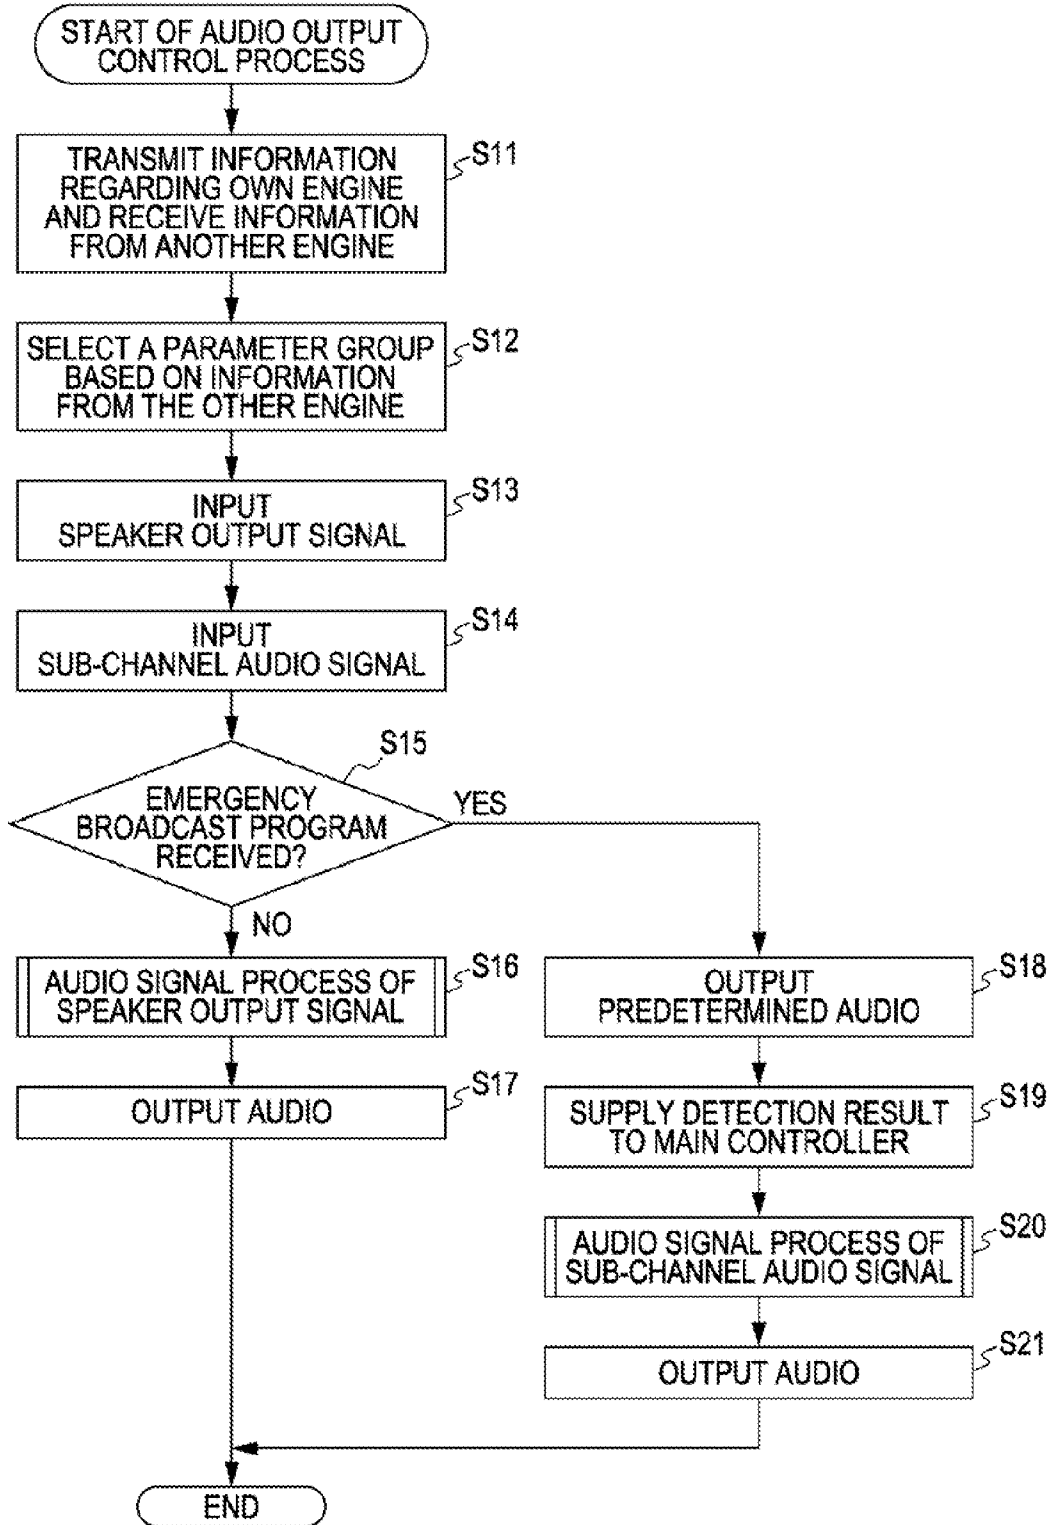 START OF AUDIO OUTPUT
CONTROL PROCESS
S11
TRANSMIT INFORMATION
REGARDING OWN ENGINE
AND RECEIVE INFORMATION
FROM ANOTHER ENGINE
S12
SELECT A PARAMETER GROUP
BASED ON INFORMATION
FROM THE OTHER ENGINE
S13
INPUT
SPEAKER OUTPUT SIGNAL
S14
INPUT
SUB-CHANNEL AUDIO SIGNAL
S15
EMERGENCY
BROADCAST PROGRAM
RECEIVED?
YES
NO
S16
AUDIO SIGNAL PROCESS OF
SPEAKER OUTPUT SIGNAL
S17
OUTPUT AUDIO
S18
OUTPUT
PREDETERMINED AUDIO
S19
SUPPLY DETECTION RESULT
TO MAIN CONTROLLER
S20
AUDIO SIGNAL PROCESS OF
SUB-CHANNEL AUDIO SIGNAL
S21
OUTPUT AUDIO
END